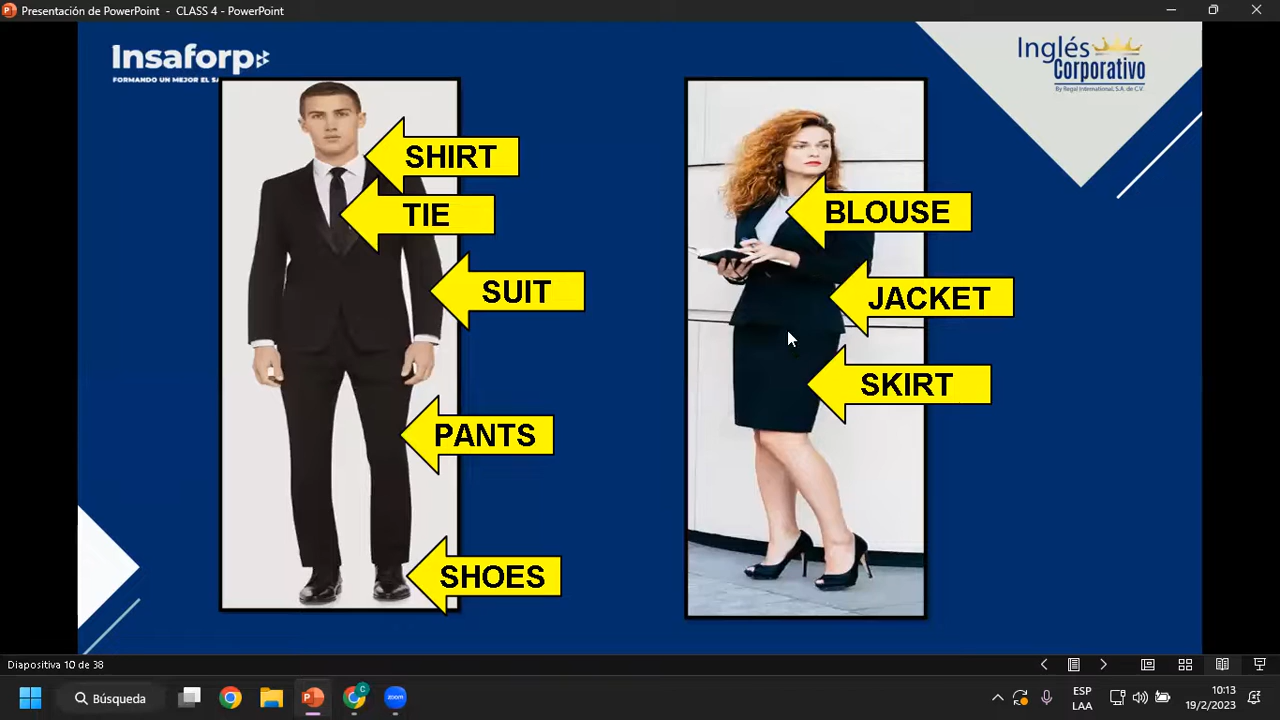 Presentación de PowerPoint - CLASS 4 - PowerPoint
Insaforp
FORMANDO UN MEJOR EL SA
Inglés
Corporativo
By Regal International, S.A. de C.V.
SHIRT
TIE
SUIT
PANTS
SHOES
BLOUSE
JACKET
SKIRT
Diapositiva 10 de 38
Búsqueda
zoom
ESP
LAA
10:13
19/2/2023